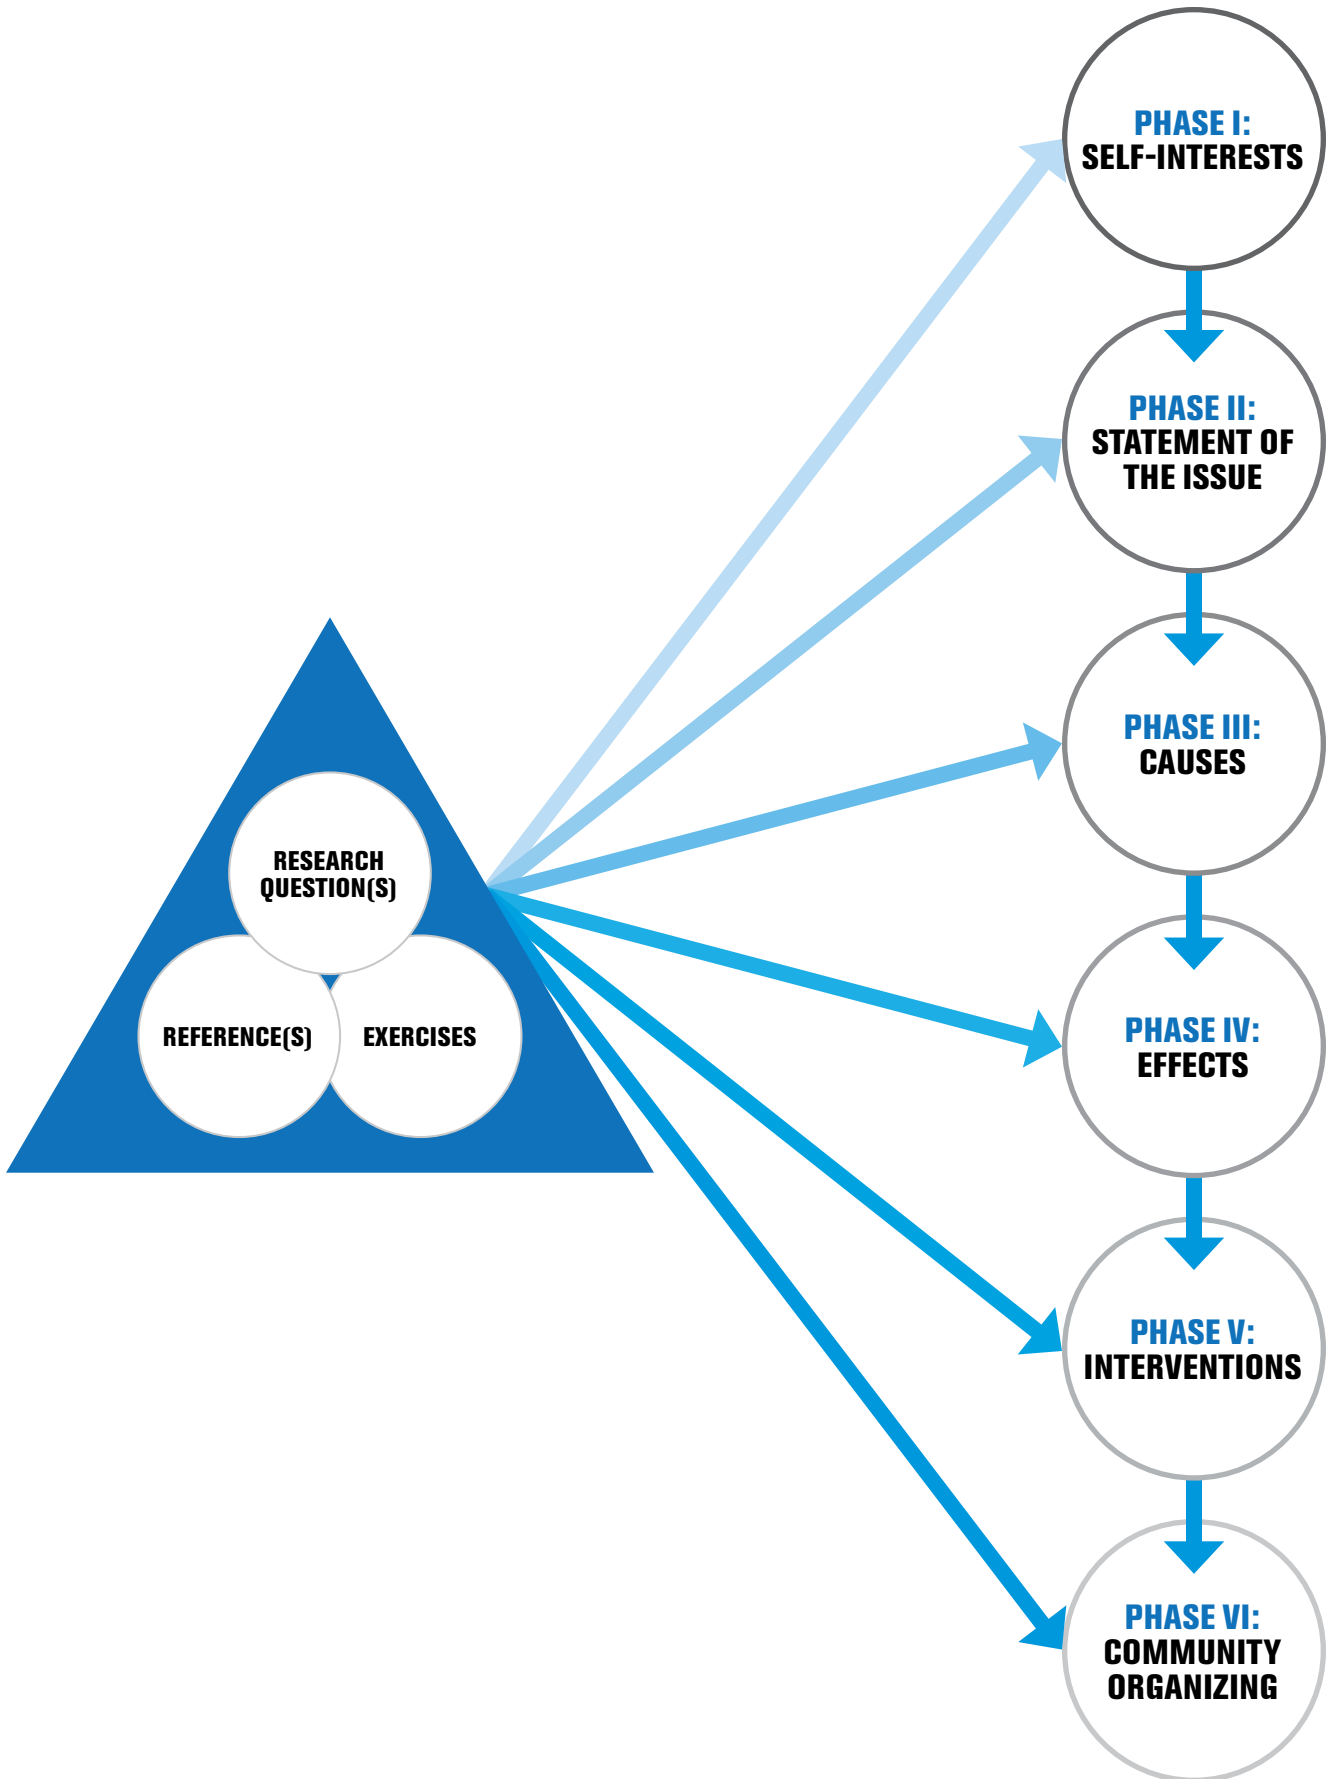 PHASE I:
SELF-INTERESTS
PHASE II:
STATEMENT OF
THE ISSUE
PHASE III:
CAUSES
RESEARCH
QUESTION(S)
REFERENCE(S)
EXERCISES
PHASE IV:
EFFECTS
PHASE V:
INTERVENTIONS
PHASE VI:
COMMUNITY
ORGANIZING